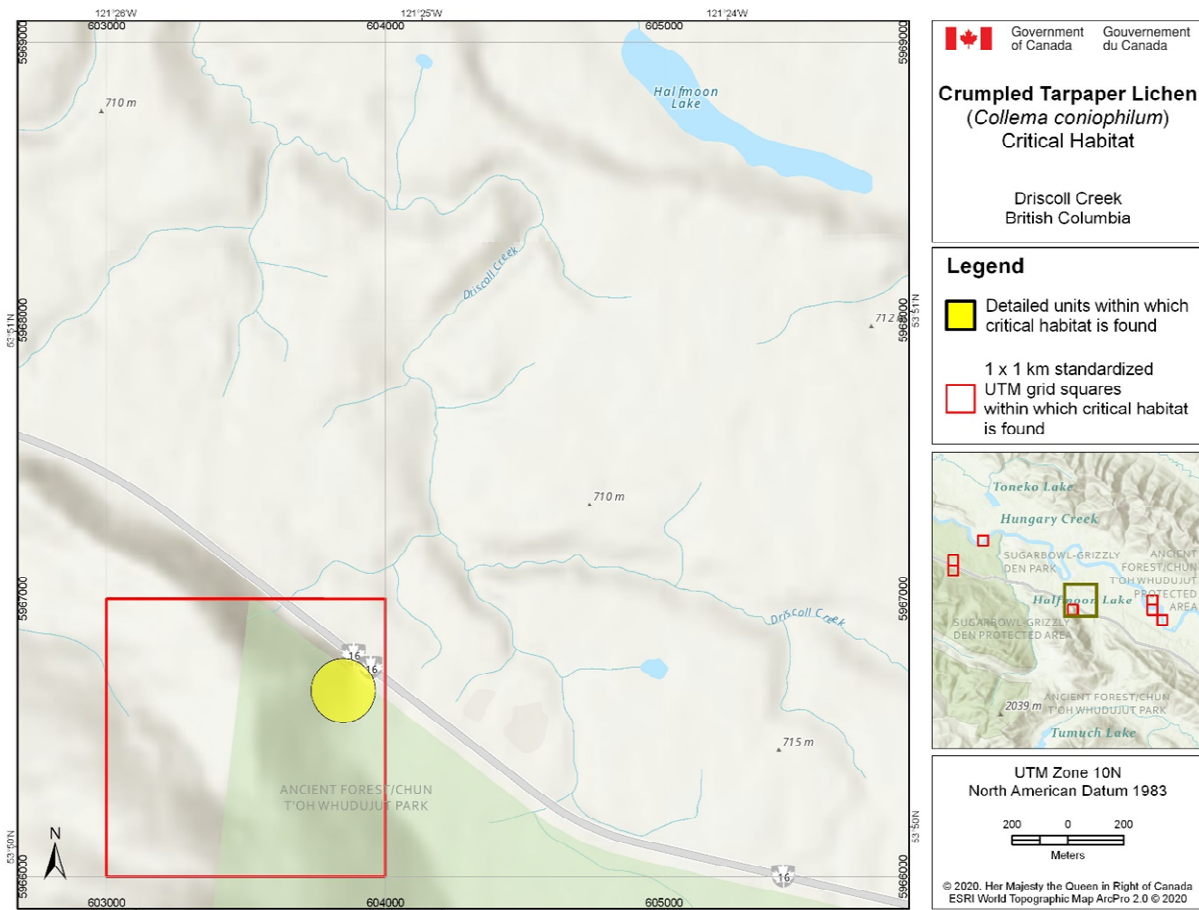 121°26'W
121°25'W
121°24'W
603000
604000
605000
5969000
5969000
710 m
Halfmoon
Lake
Driscoll Creek
53°51'N
5968000
712
5968000
53°51'N
710 m
5967000
5967000
Driscoll Creek
16
16
715 m
ANCIENT FOREST/CHUN
T'OH WHUDUJUT PARK
N
53°50'N
5966000
16
5966000
53°50'N
603000
604000
605000
Government
of Canada
Gouvernement
du Canada
Crumpled Tarpaper Lichen
(Collema coniophilum)
Critical Habitat
Driscoll Creek
British Columbia
Legend
Detailed units within which
critical habitat is found
1 x 1 km standardized
UTM grid squares
within which critical habitat
is found
Toneko Lake
Hungary Creek
SUGARBOWL-GRIZZLY
DEN PARK
ANCIENT
FOREST/CHUN
T'OH WHUDUJUT
PROTECTED
AREA
Halfmoon Lake
SUGARBOWL-GRIZZLY
DEN PROTECTED AREA
ANCIENT FOREST/CHUN
T'OH WHUDUJUT PARK
2039 m
Tumuch Lake
UTM Zone 10N
North American Datum 1983
200 0 200
Meters
© 2020. Her Majesty the Queen in Right of Canada
ESRI World Topographic Map ArcPro 2.0 © 2020